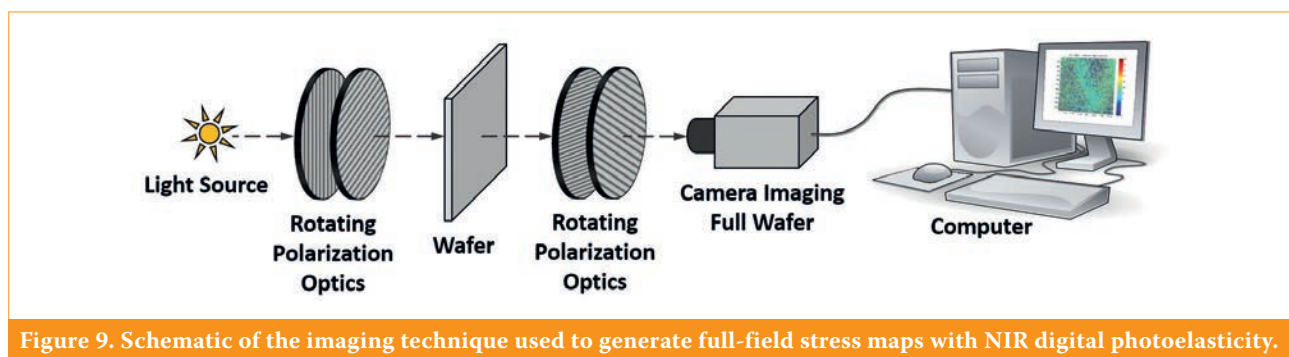 Light Source
Rotating
Polarization
Optics
Wafer
Rotating
Polarization
Optics
Camera Imaging
Full Wafer
Computer
Figure 9. Schematic of the imaging technique used to generate full-field stress maps with NIR digital photoelasticity.